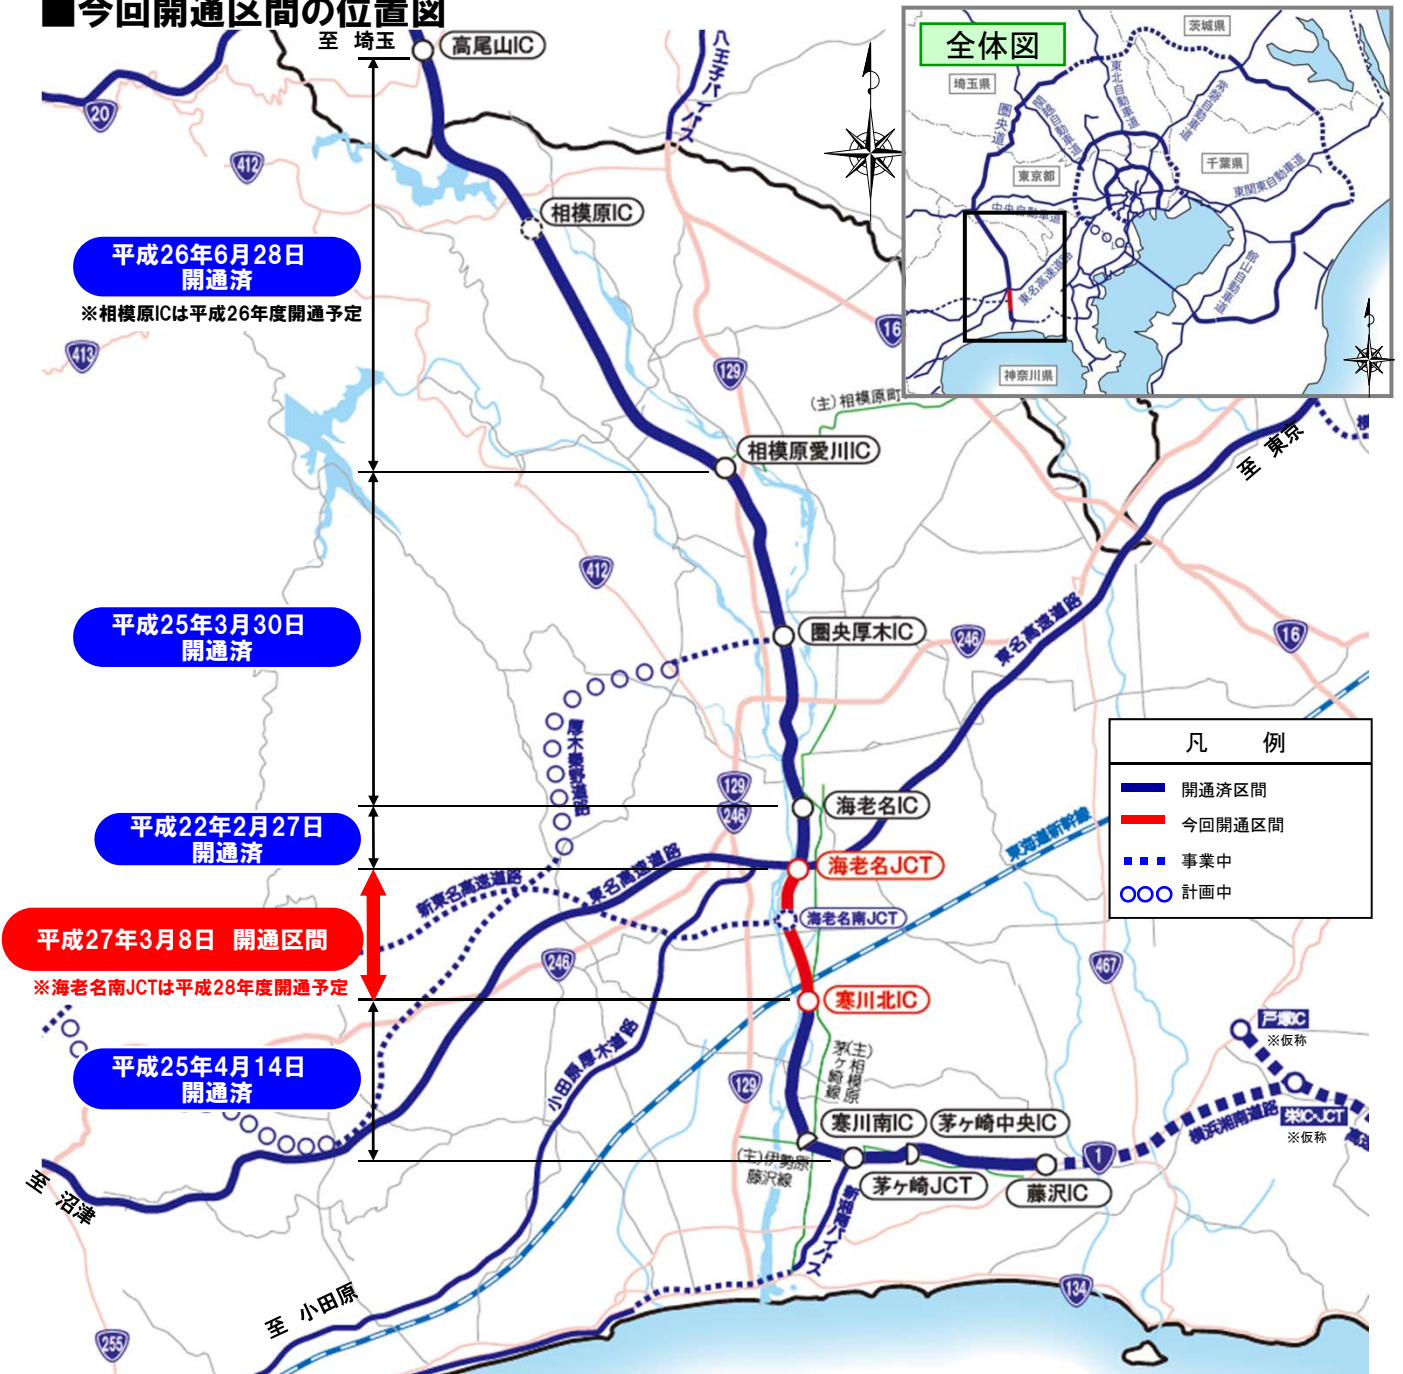 ■今回開通区間の位置図
至 埼玉
高尾山IC
八王子バイパス
20
412
相模原IC
平成26年6月28日
開通済
※相模原ICは平成26年度開通予定
413
16
129
(主)相模原町
相模原愛川IC
至 東京
412
平成25年3月30日
開通済
圏央厚木IC
246
東名高速道路
16
厚木秦野道路
129
246
海老名IC
平成22年2月27日
開通済
東名高速道路
海老名JCT
東海道新幹線
新東名高速道路
海老名南JCT
平成27年3月8日 開通区間
※海老名南JCTは平成28年度開通予定
246
467
寒川北IC
小田原厚木道路
(主)相模原
茅ヶ崎線
平成25年4月14日
開通済
129
戸塚IC
※仮称
栄IC・JCT
※仮称
横浜湘南道路
寒川南IC
茅ヶ崎中央IC
1
(主)伊勢原
藤沢線
茅ヶ崎JCT
藤沢IC
新湘南バイパス
至 沼津
至 小田原
134
255
全体図
茨城県
埼玉県
東北自動車道
常磐自動車道
関越自動車道
圏央道
千葉県
東京都
東関東自動車道
中央自動車道
東名高速道路
館山自動車道
神奈川県
凡 例
開通済区間
今回開通区間
事業中
計画中